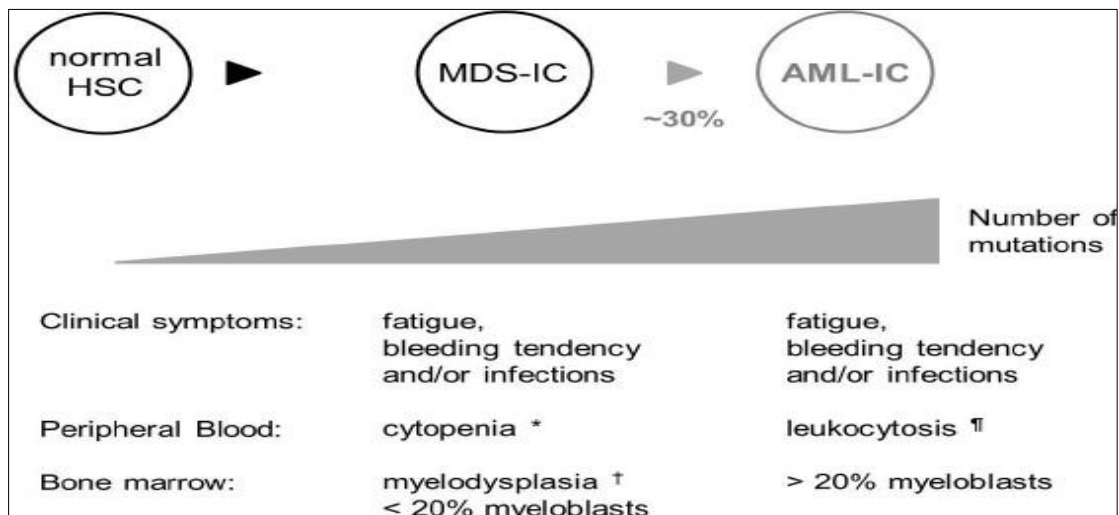 normal
HSC
MDS-IC
~30%
AML-IC
Number of
mutations
Clinical symptoms:
fatigue,
bleeding tendency
and/or infections
fatigue,
bleeding tendency
and/or infections
Peripheral Blood:
cytopenia *
leukocytosis ¶
Bone marrow:
myelodysplasia †
< 20% myeloblasts
> 20% myeloblasts